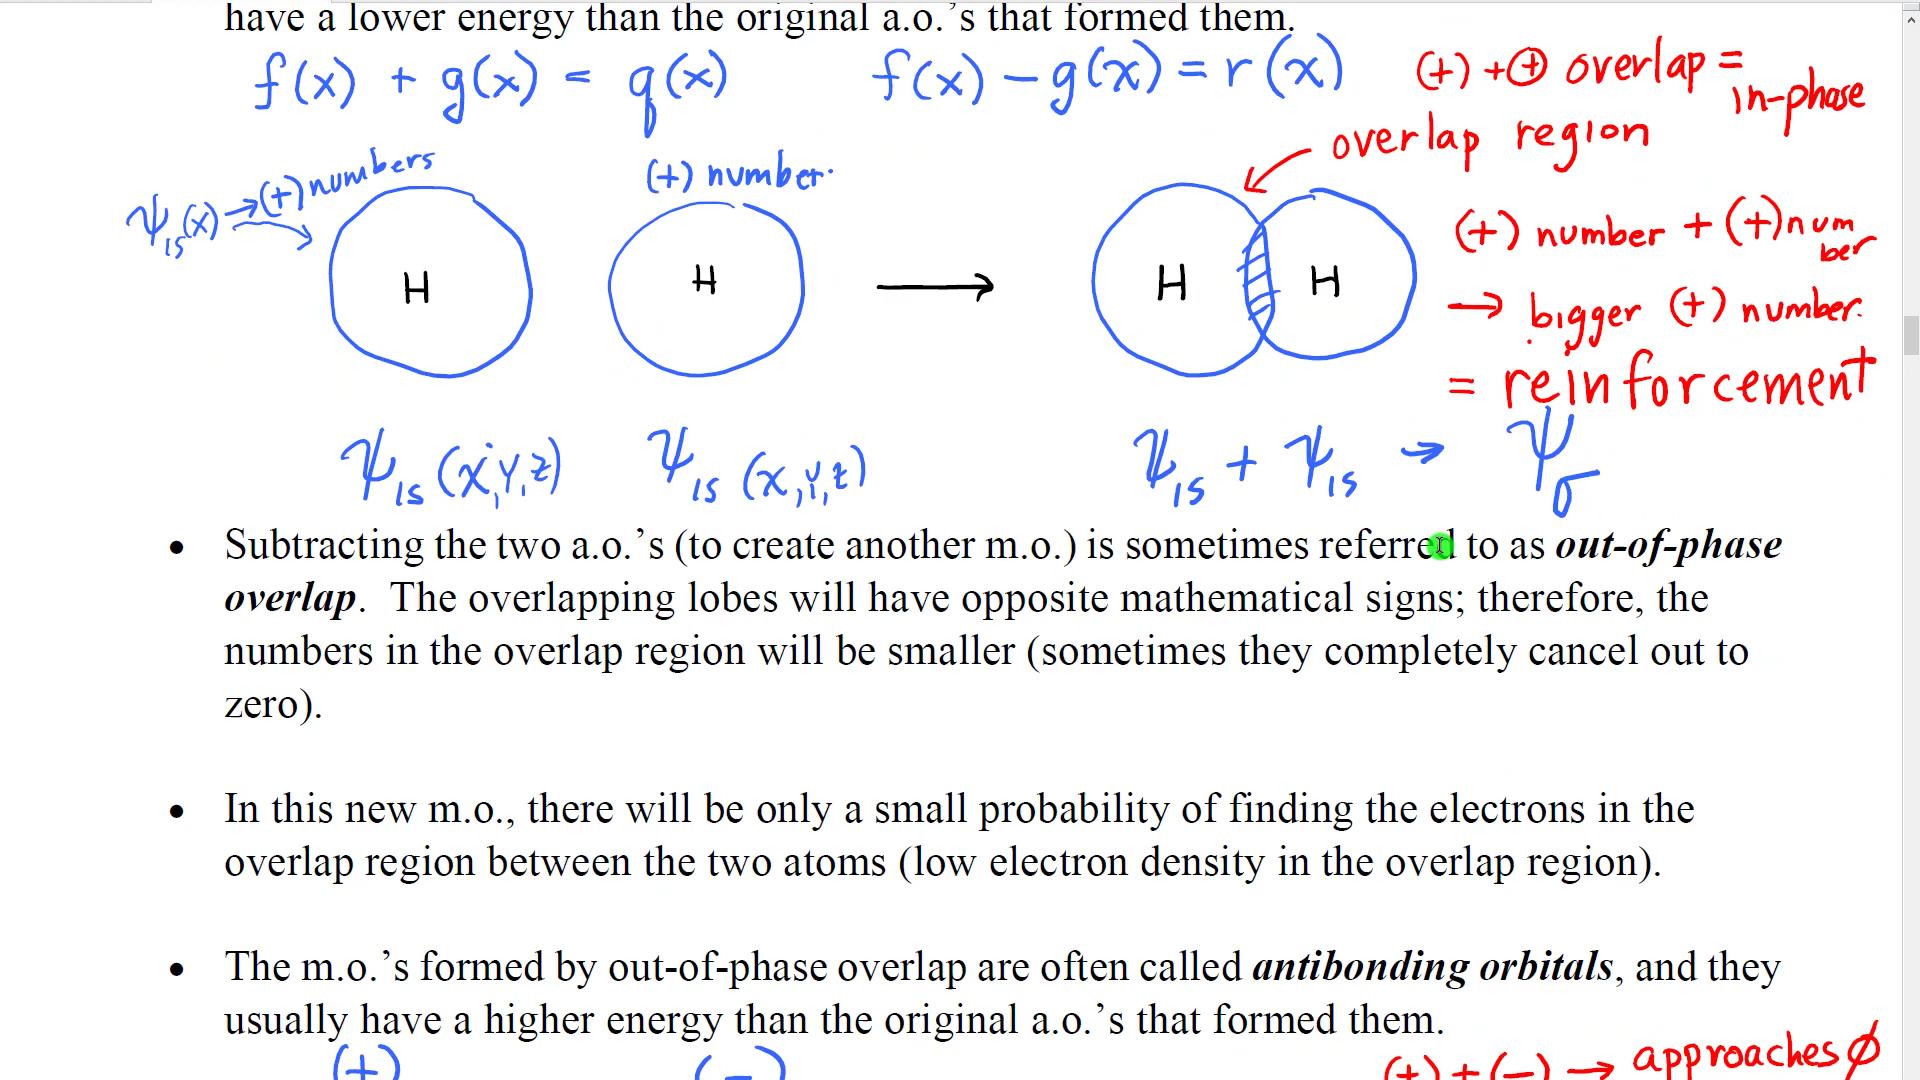 have a lower energy than the original a.o.’s that formed them.
f(x) + g(x) = q(x)
f(x) − g(x) = r(x)
(+) + (+) overlap =
in-phase
overlap region
ψ1s(x) → (+) numbers
(+) number.
(+) number + (+) num
ber
→ bigger (+) number.
= reinforcement
H
H
→
H
H
ψ1s (x,y,z)
ψ1s (x,y,z)
ψ1s + ψ1s → ψσ
• Subtracting the two a.o.’s (to create another m.o.) is sometimes referred to as out-of-phase
overlap. The overlapping lobes will have opposite mathematical signs; therefore, the
numbers in the overlap region will be smaller (sometimes they completely cancel out to
zero).
• In this new m.o., there will be only a small probability of finding the electrons in the
overlap region between the two atoms (low electron density in the overlap region).
• The m.o.’s formed by out-of-phase overlap are often called antibonding orbitals, and they
usually have a higher energy than the original a.o.’s that formed them.
(+)
(−)
(+) + (−) → approaches ∅